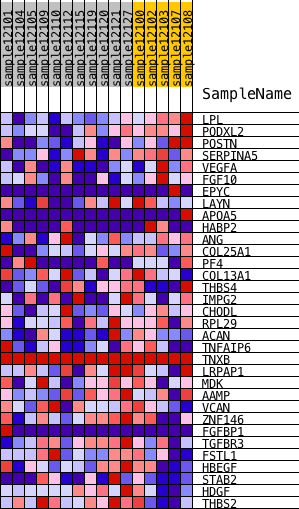 sample12101
sample12104
sample12105
sample12109
sample12110
sample12112
sample12115
sample12119
sample12120
sample12121
sample12122
sample12100
sample12102
sample12103
sample12107
sample12108
SampleName
LPL
PODXL2
POSTN
SERPINA5
VEGFA
FGF10
EPYC
LAYN
APOA5
HABP2
ANG
COL25A1
PF4
COL13A1
THBS4
IMPG2
CHODL
RPL29
ACAN
TNFAIP6
TNXB
LRPAP1
MDK
AAMP
VCAN
ZNF146
FGFBP1
TGFBR3
FSTL1
HBEGF
STAB2
HDGF
THBS2